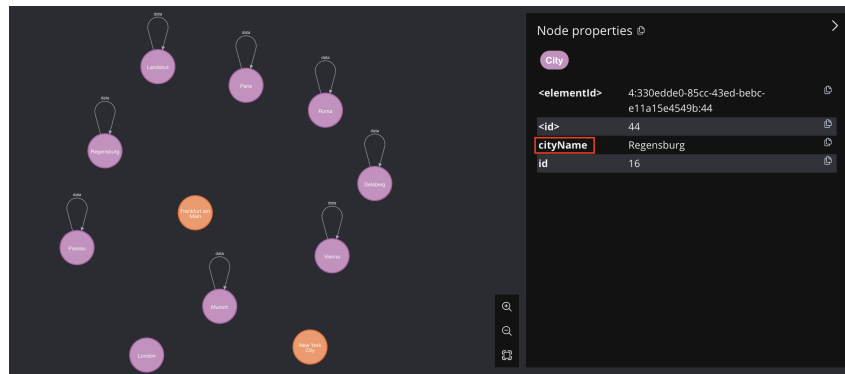 data
Landshut
data
Paris
data
Roma
data
Regensburg
data
Delsberg
Frankfurt am
Main
data
Passau
data
Vienna
data
Munich
London
New York
City
Node properties
City
<elementId>
4:330edde0-85cc-43ed-bebc-
e11a15e4549b:44
<id>
44
cityName
Regensburg
id
16